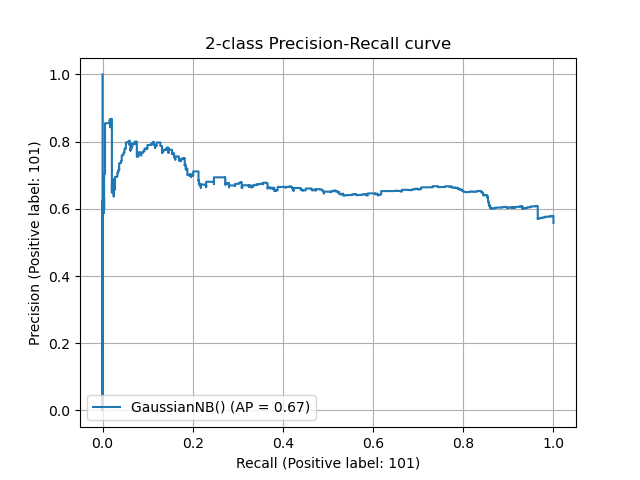 2-class Precision-Recall curve
Precision (Positive label: 101)
1.0
0.8
0.6
0.4
0.2
0.0
GaussianNB() (AP = 0.67)
0.0 0.2 0.4 0.6 0.8 1.0
Recall (Positive label: 101)